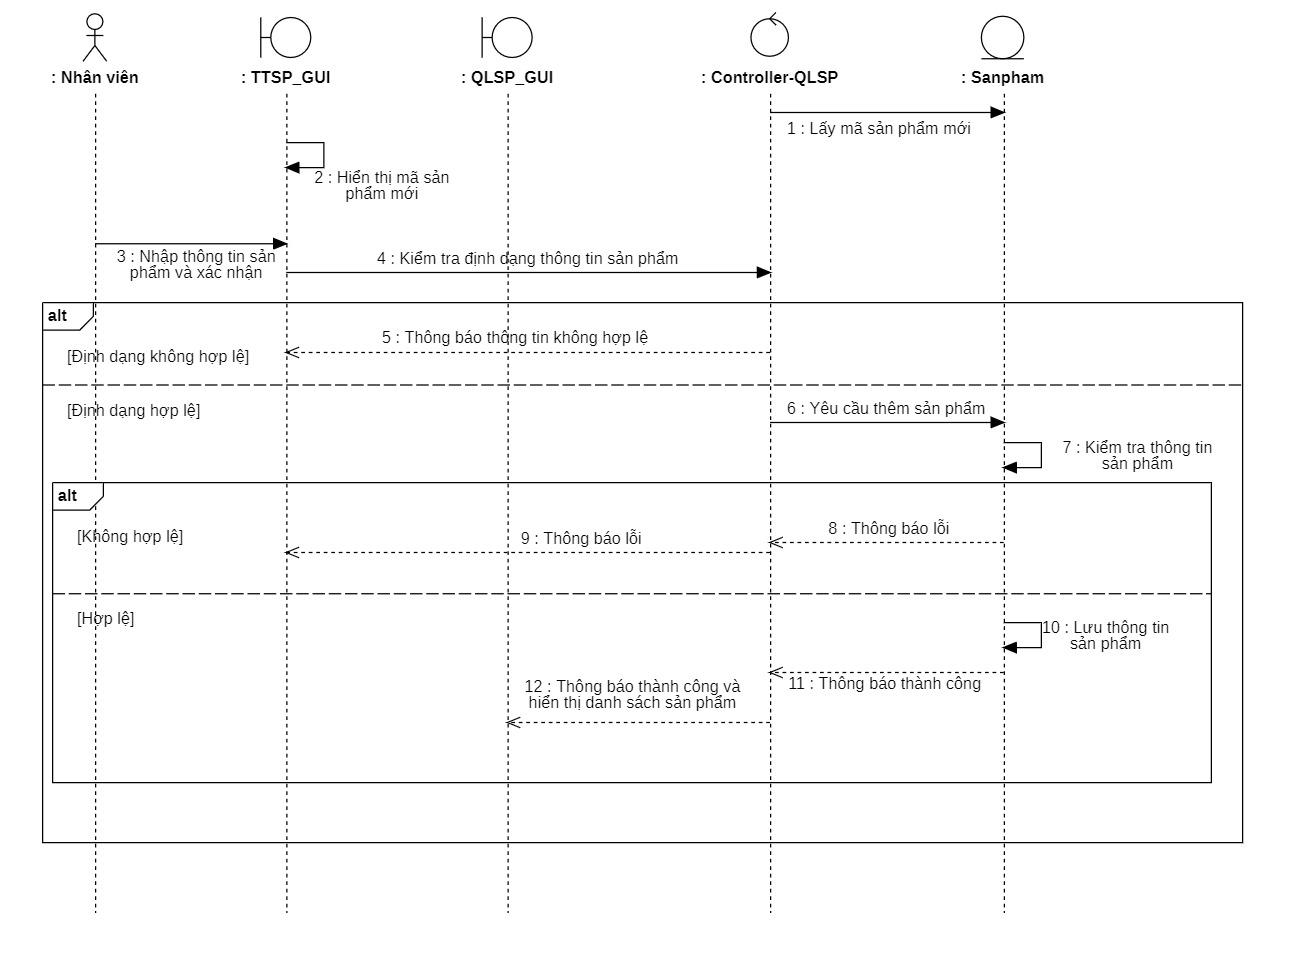 : Nhân viên
: TTSP_GUI
: QLSP_GUI
: Controller-QLSP
: Sanpham
1 : Lấy mã sản phẩm mới
2 : Hiển thị mã sản
phẩm mới
3 : Nhập thông tin sản
phẩm và xác nhận
4 : Kiểm tra định dạng thông tin sản phẩm
alt
5 : Thông báo thông tin không hợp lệ
[Định dạng không hợp lệ]
[Định dạng hợp lệ]
6 : Yêu cầu thêm sản phẩm
7 : Kiểm tra thông tin
sản phẩm
alt
[Không hợp lệ]
8 : Thông báo lỗi
9 : Thông báo lỗi
[Hợp lệ]
10 : Lưu thông tin
sản phẩm
11 : Thông báo thành công
12 : Thông báo thành công và
hiển thị danh sách sản phẩm